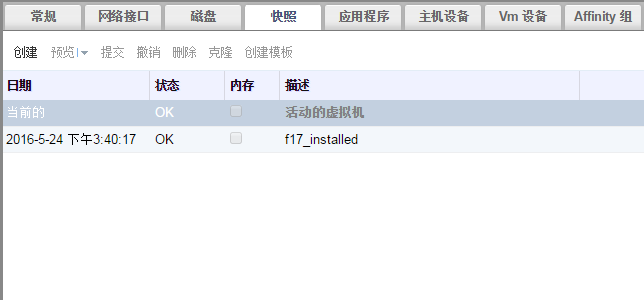 常规 网络接口 磁盘 快照 应用程序 主机设备 Vm 设备 Affinity 组
创建 预览 提交 撤销 删除 克隆 创建模板
日期 状态 内存 描述
当前的 OK 活动的虚拟机
2016-5-24 下午3:40:17 OK f17_installed